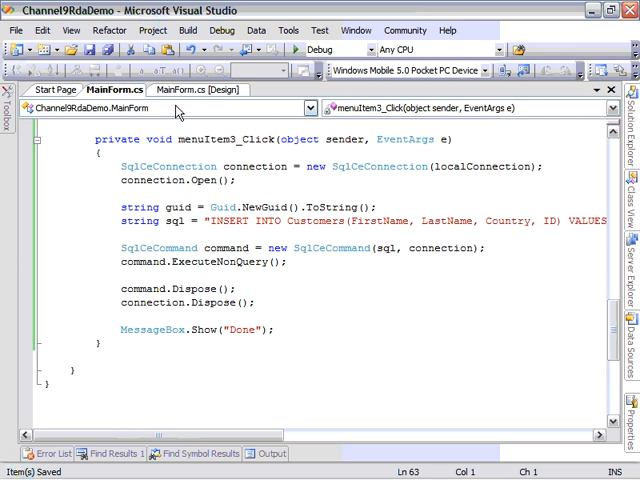 Channel9RdaDemo - Microsoft Visual Studio
File Edit View Refactor Project Build Debug Data Tools Test Window Community Help
Debug Any CPU
Windows Mobile 5.0 Pocket PC Device
Start Page MainForm.cs MainForm.cs [Design]
Channel9RdaDemo.MainForm menuItem3_Click(object sender, EventArgs e)
private void menuItem3_Click(object sender, EventArgs e)
{
SqlCeConnection connection = new SqlCeConnection(localConnection);
connection.Open();
string guid = Guid.NewGuid().ToString();
string sql = "INSERT INTO Customers(FirstName, LastName, Country, ID) VALUES
SqlCeCommand command = new SqlCeCommand(sql, connection);
command.ExecuteNonQuery();
command.Dispose();
connection.Dispose();
MessageBox.Show("Done");
}
}
}
Toolbox
Solution Explorer
Class View
Server Explorer
Data Sources
Properties
Error List Find Results 1 Find Symbol Results Output
Item(s) Saved Ln 63 Col 1 Ch 1 INS